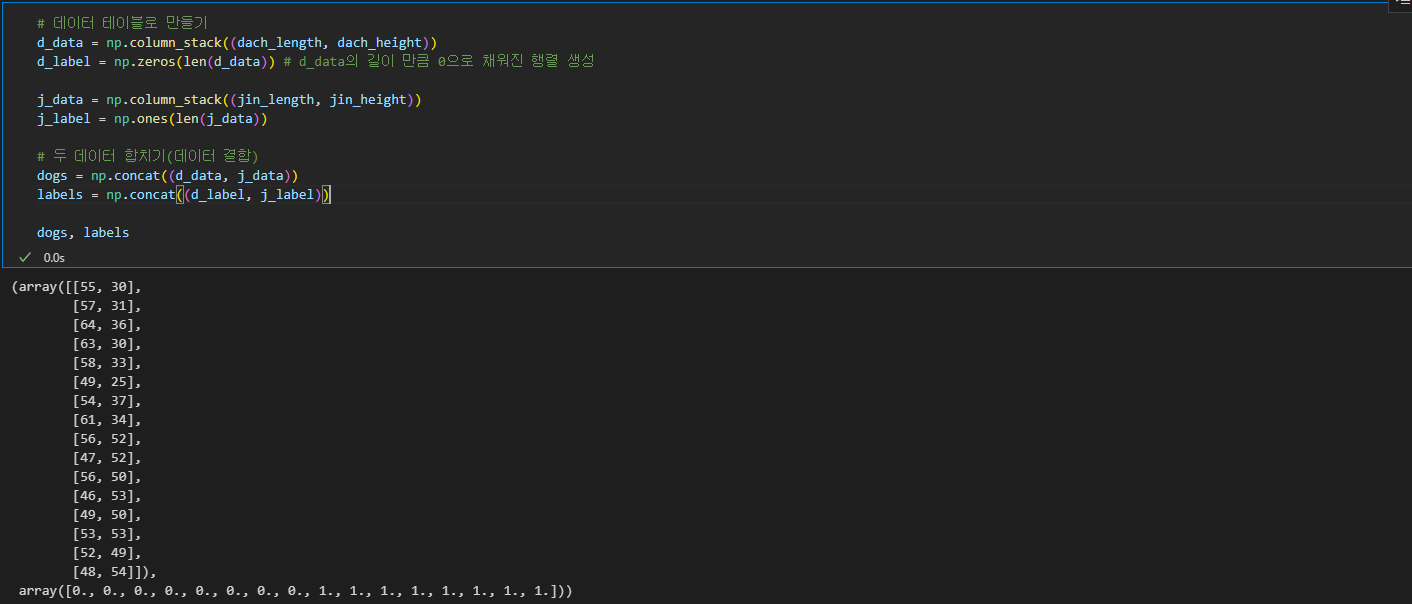 # 데이터 테이블로 만들기
d_data = np.column_stack((dach_length, dach_height))
d_label = np.zeros(len(d_data)) # d_data의 길이 만큼 0으로 채워진 행렬 생성
j_data = np.column_stack((jin_length, jin_height))
j_label = np.ones(len(j_data))
# 두 데이터 합치기(데이터 결합)
dogs = np.concat((d_data, j_data))
labels = np.concat((d_label, j_label))
dogs, labels
✓ 0.0s
(array([[55, 30],
[57, 31],
[64, 36],
[63, 30],
[58, 33],
[49, 25],
[54, 37],
[61, 34],
[56, 52],
[47, 52],
[56, 50],
[46, 53],
[49, 50],
[53, 53],
[52, 49],
[48, 54]]),
array([0., 0., 0., 0., 0., 0., 0., 0., 1., 1., 1., 1., 1., 1., 1., 1.]))